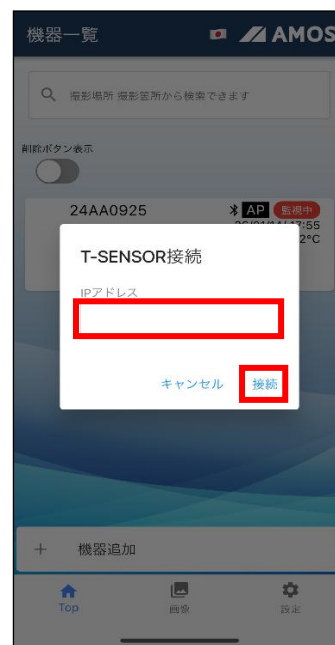 機器一覧
AMOS
撮影場所 撮影箇所から検索できます
削除ボタン表示
24AA0925
AP 監視中
:55
2°C
T-SENSOR接続
IPアドレス
キャンセル 接続
+ 機器追加
Top 画像 設定